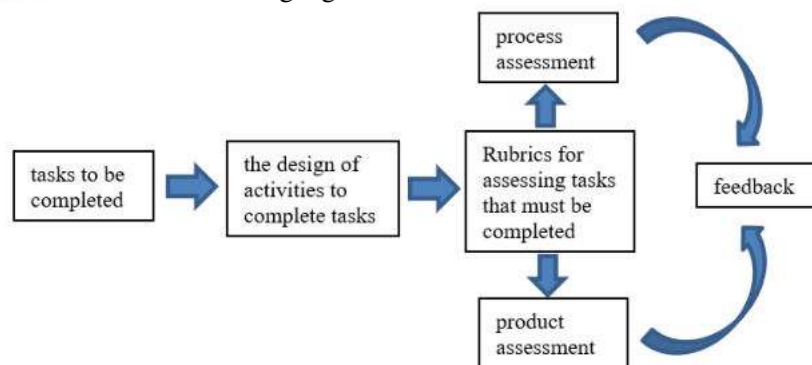 process
assessment
tasks to be
completed
the design of
activities to
complete tasks
Rubrics for
assessing tasks
that must be
completed
feedback
product
assessment